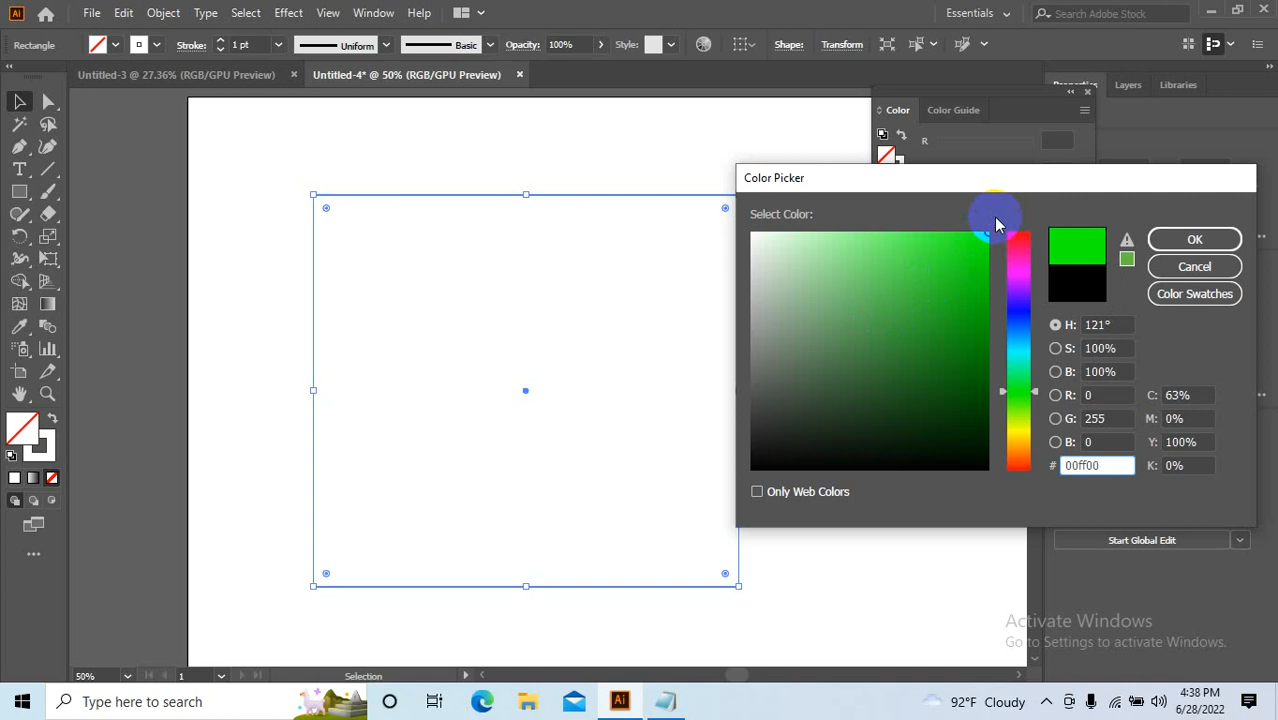 Ai File Edit Object Type Select Effect View Window Help Essentials Search Adobe Stock
Rectangle Stroke: 1 pt Uniform Basic Opacity: 100% Style: Shape: Transform
Untitled-3 @ 27.36% (RGB/GPU Preview) × Untitled-4* @ 50% (RGB/GPU Preview) ×
Properties Layers Libraries
Color Color Guide
R
Color Picker
Select Color:
OK
Cancel
Color Swatches
H: 121°
S: 100%
B: 100%
R: 0 C: 63%
G: 255 M: 0%
B: 0 Y: 100%
# 00ff00 K: 0%
Only Web Colors
Start Global Edit
Activate Windows
Go to Settings to activate Windows.
50% 1 Selection
Type here to search Ai 92°F Cloudy 4:38 PM
6/28/2022